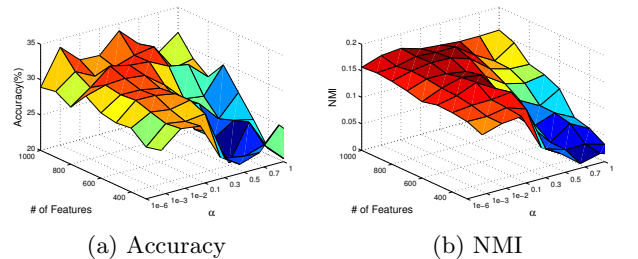 35
30
25
20
Accuracy(%)
1000
800
600
400
# of Features
1e-6
1e-3
1e-2
0.1
0.3
0.5
0.7
1
α
(a) Accuracy
0.2
0.15
0.1
0.05
0
NMI
1000
800
600
400
# of Features
1e-6
1e-3
1e-2
0.1
0.3
0.5
0.7
1
α
(b) NMI